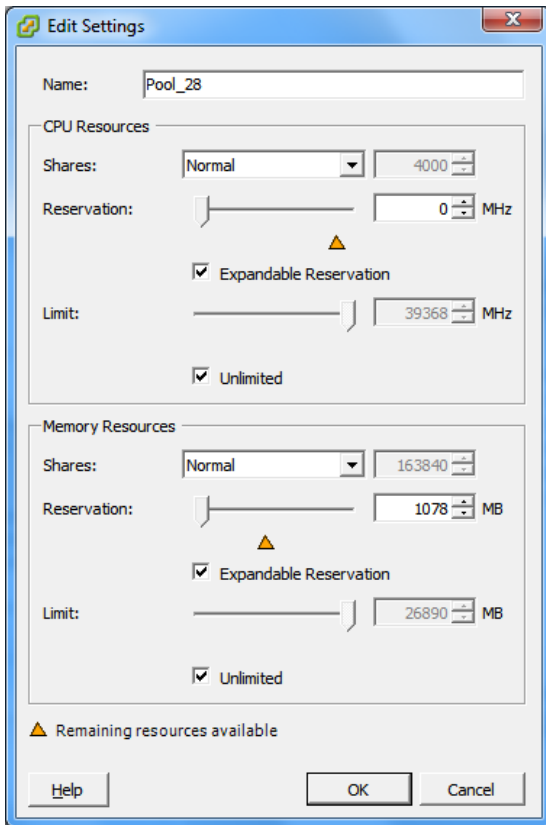 Edit Settings
Name: Pool_28
CPU Resources
Shares: Normal 4000
Reservation: 0 MHz
Expandable Reservation
Limit: 39368 MHz
Unlimited
Memory Resources
Shares: Normal 163840
Reservation: 1078 MB
Expandable Reservation
Limit: 26890 MB
Unlimited
Remaining resources available
Help OK Cancel